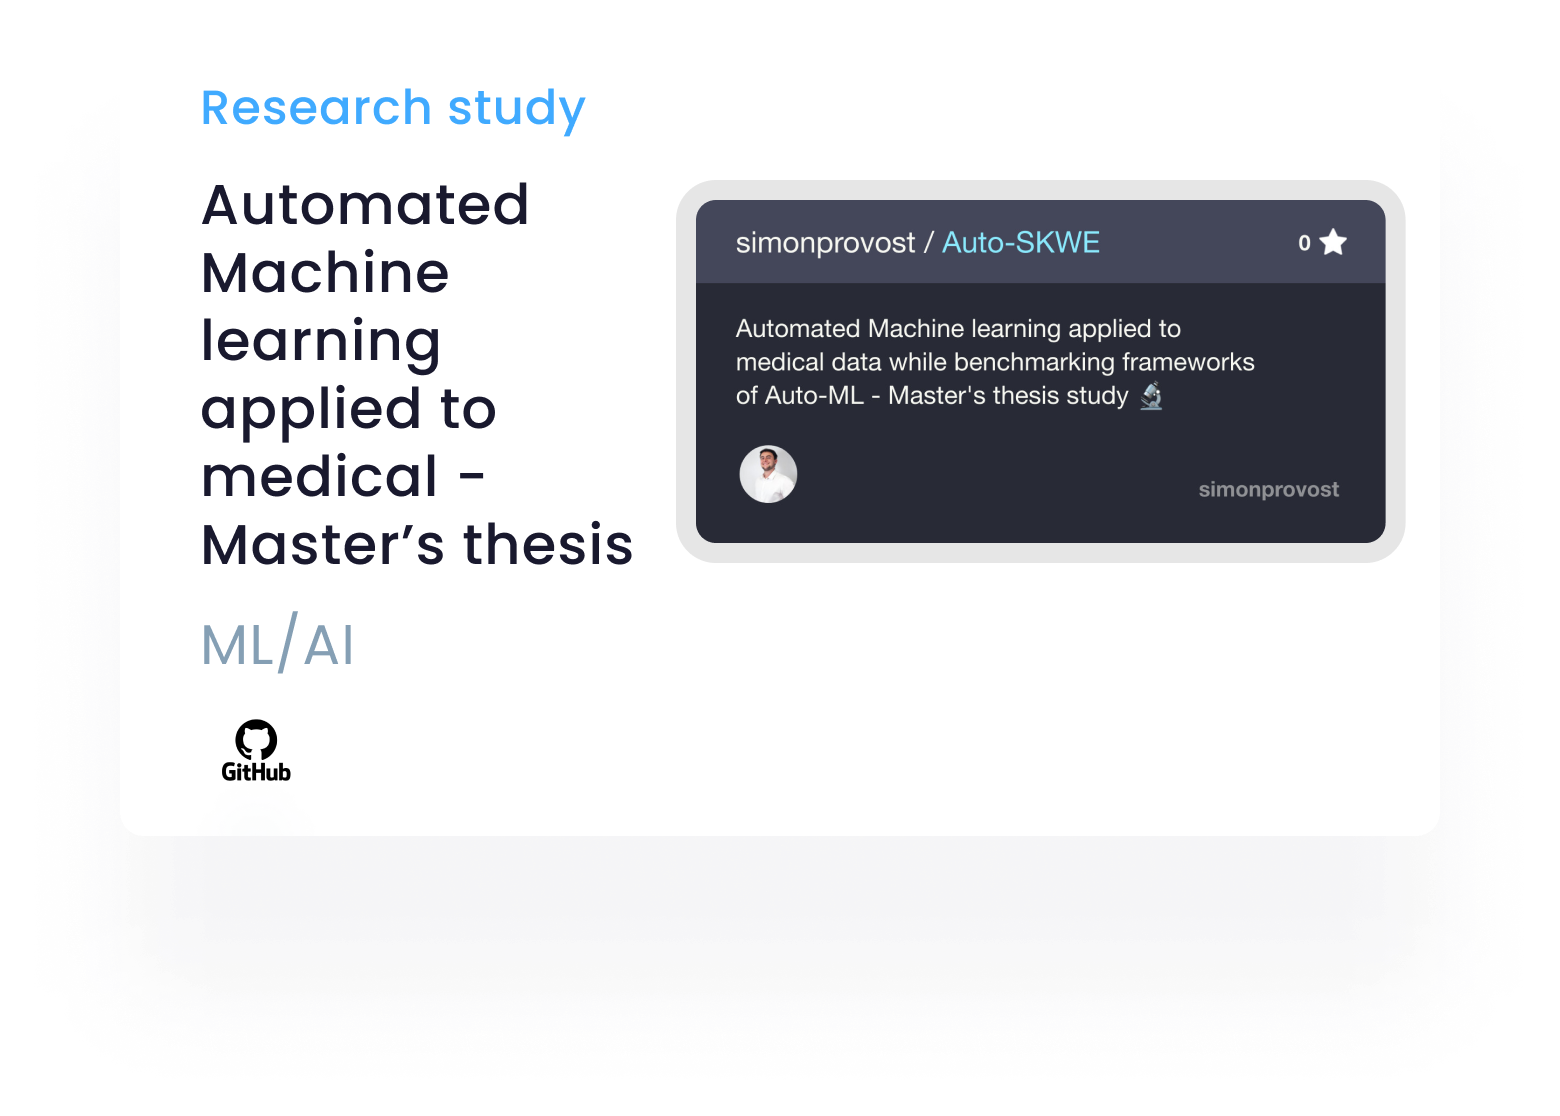 Research study
Automated
Machine
learning
applied to
medical -
Master’s thesis
ML/AI
GitHub
simonprovost / Auto-SKWE
0
Automated Machine learning applied to
medical data while benchmarking frameworks
of Auto-ML - Master's thesis study 🔬
simonprovost